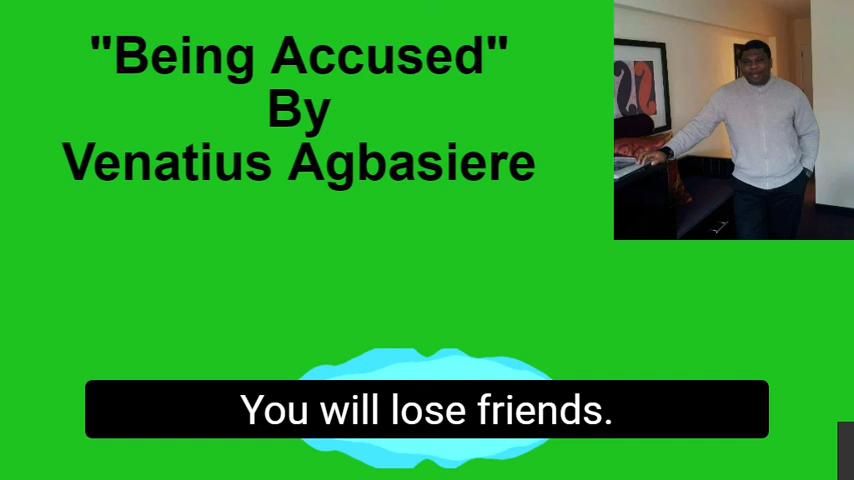 "Being Accused"
By
Venatius Agbasiere
You will lose friends.